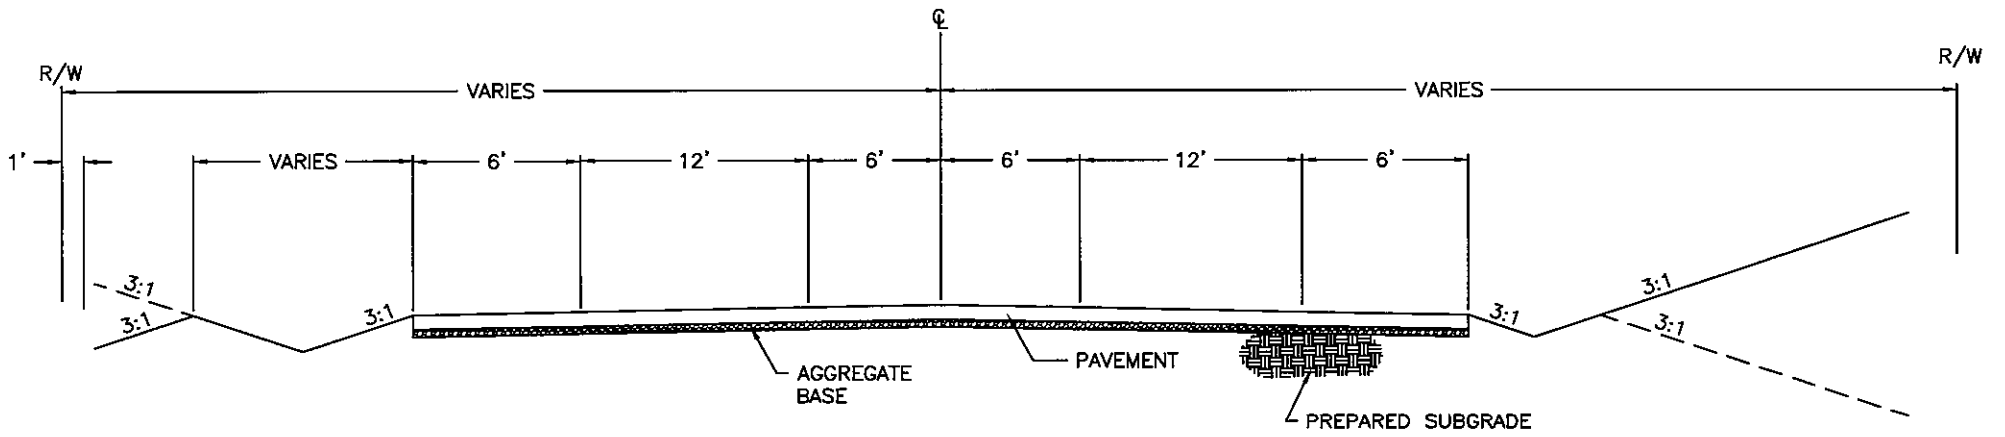 ℄
R/W
R/W
VARIES
VARIES
1'
VARIES
6'
12'
6'
6'
12'
6'
3:1
3:1
3:1
3:1
3:1
3:1
PAVEMENT
AGGREGATE
BASE
PREPARED SUBGRADE